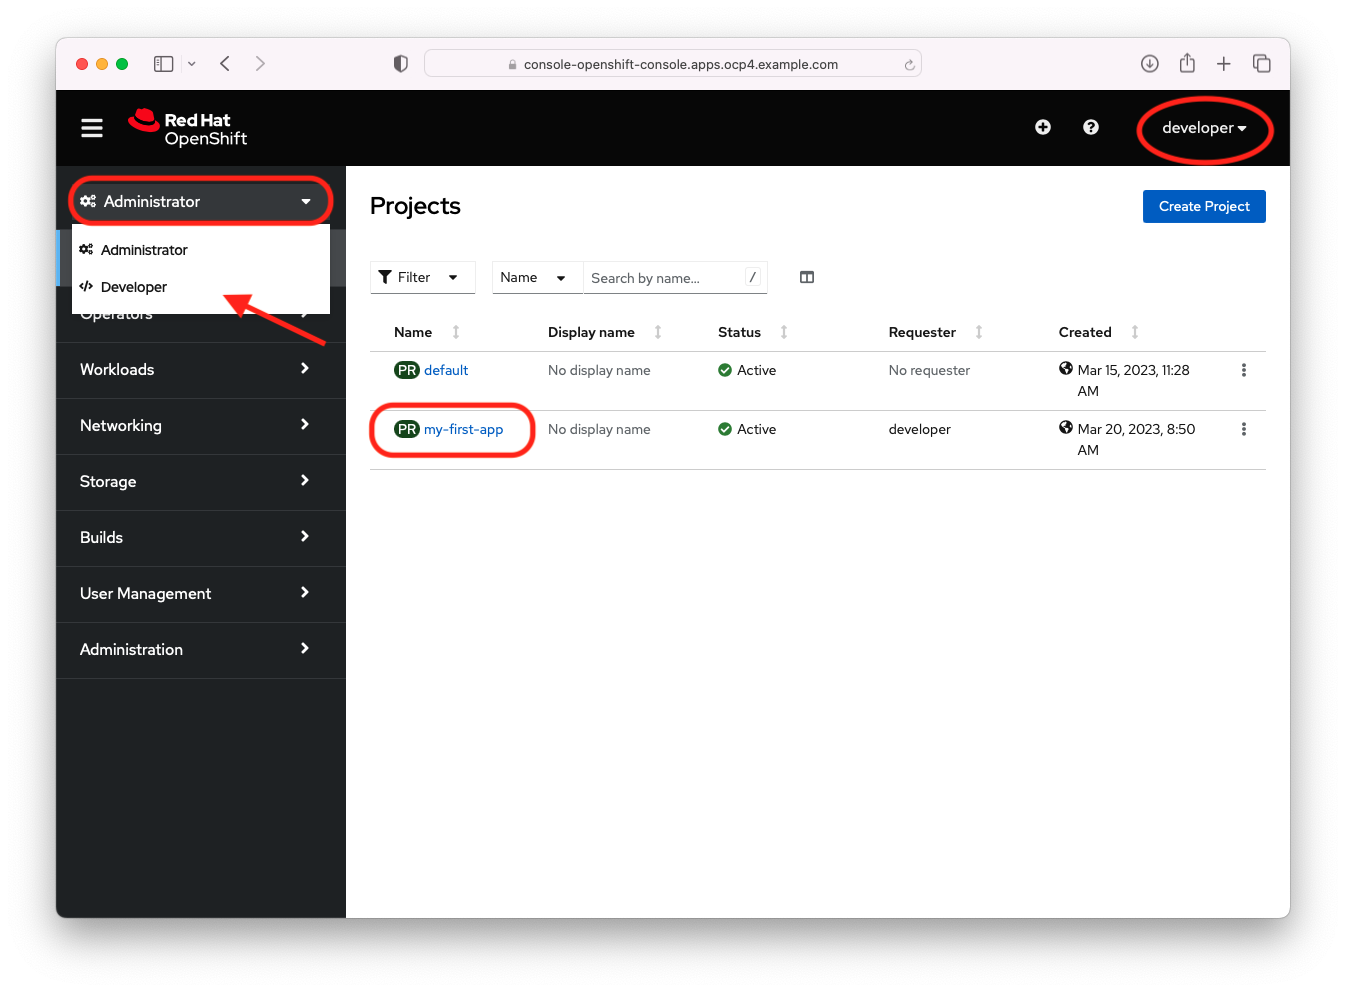 console-openshift-console.apps.ocp4.example.com
Red Hat
OpenShift
developer
Administrator
Administrator
Developer
Operators
Workloads
Networking
Storage
Builds
User Management
Administration
Projects
Create Project
Filter Name Search by name... /
Name Display name Status Requester Created
PR default No display name Active No requester Mar 15, 2023, 11:28
AM
PR my-first-app No display name Active developer Mar 20, 2023, 8:50
AM